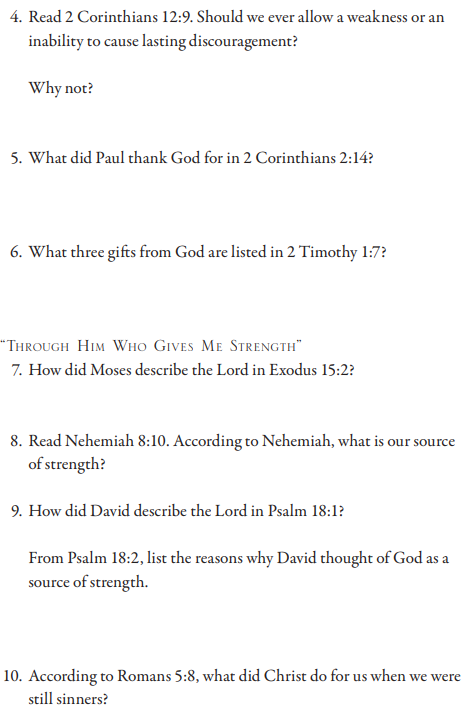 4. Read 2 Corinthians 12:9. Should we ever allow a weakness or an
inability to cause lasting discouragement?
Why not?
5. What did Paul thank God for in 2 Corinthians 2:14?
6. What three gifts from God are listed in 2 Timothy 1:7?
“Through Him Who Gives Me Strength”
7. How did Moses describe the Lord in Exodus 15:2?
8. Read Nehemiah 8:10. According to Nehemiah, what is our source
of strength?
9. How did David describe the Lord in Psalm 18:1?
From Psalm 18:2, list the reasons why David thought of God as a
source of strength.
10. According to Romans 5:8, what did Christ do for us when we were
still sinners?